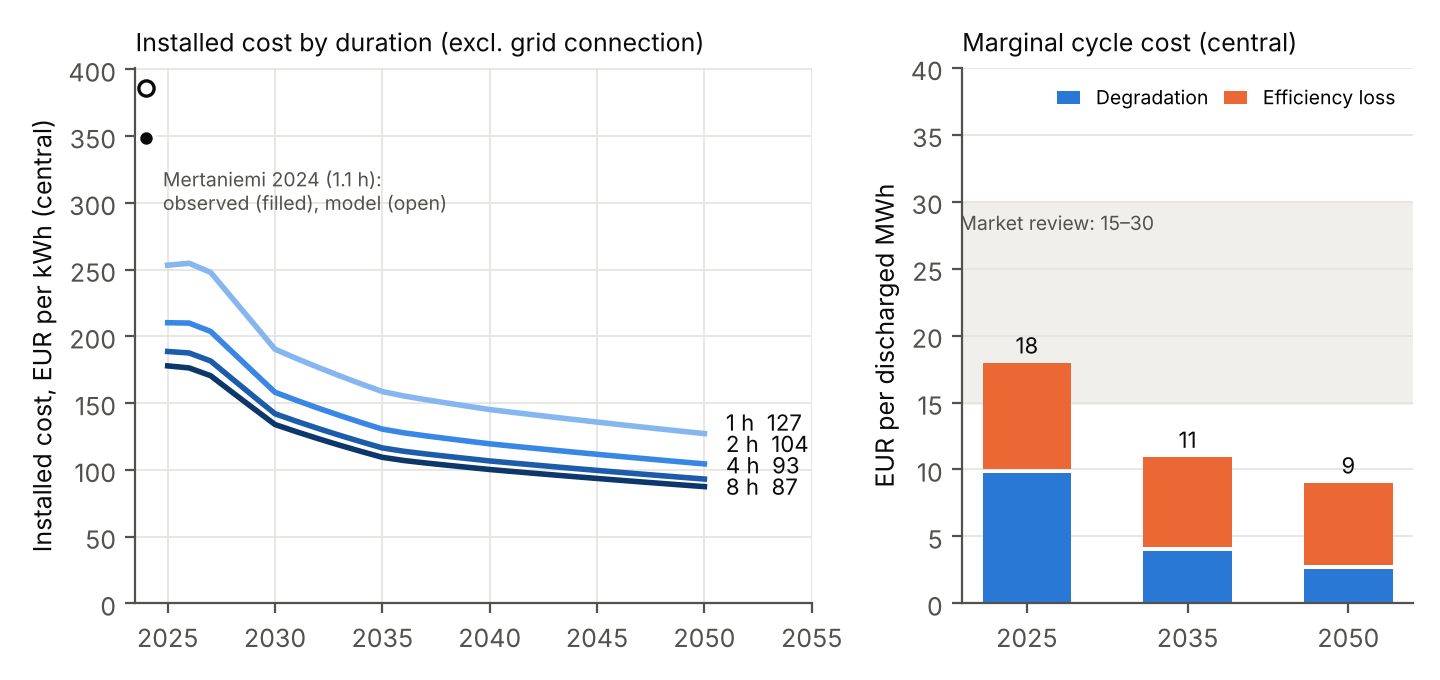 Installed cost by duration (excl. grid connection)
Installed cost, EUR per kWh (central)
400
350
300
250
200
150
100
50
0
Mertaniemi 2024 (1.1 h):
observed (filled), model (open)
1 h 127
2 h 104
4 h 93
8 h 87
2025 2030 2035 2040 2045 2050 2055
Marginal cycle cost (central)
EUR per discharged MWh
40
35
30
25
20
15
10
5
0
Degradation Efficiency loss
Market review: 15–30
18
11
9
2025 2035 2050